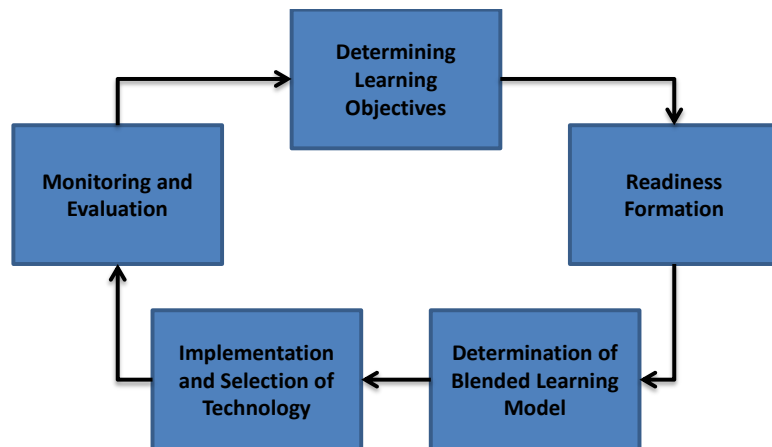 Determining
Learning
Objectives
Monitoring and
Evaluation
Readiness
Formation
Implementation
and Selection of
Technology
Determination of
Blended Learning
Model